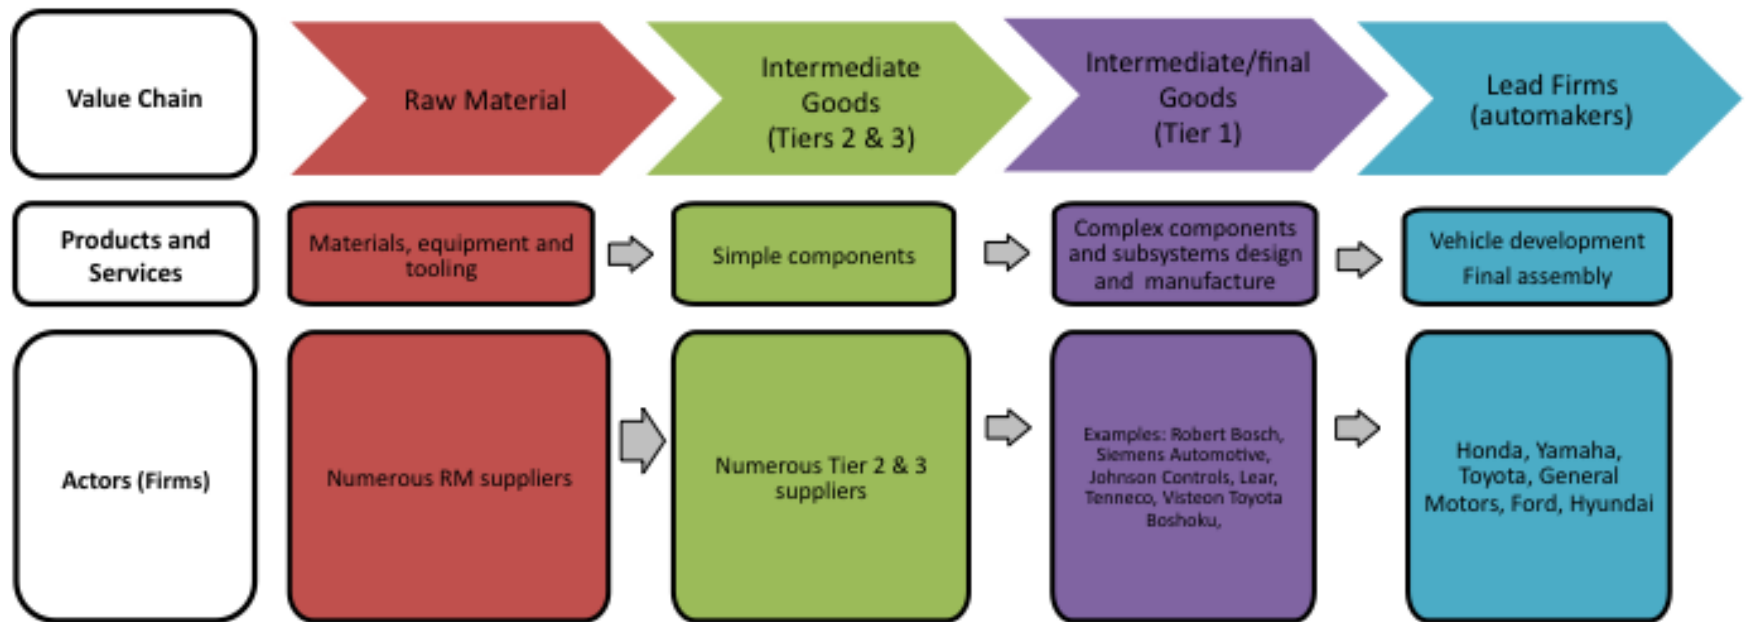 Value Chain
Raw Material
Intermediate
Goods
(Tiers 2 & 3)
Intermediate/final
Goods
(Tier 1)
Lead Firms
(automakers)
Products and
Services
Materials, equipment and
tooling
Simple components
Complex components
and subsystems design
and manufacture
Vehicle development
Final assembly
Actors (Firms)
Numerous RM suppliers
Numerous Tier 2 & 3
suppliers
Examples: Robert Bosch,
Siemens Automotive,
Johnson Controls, Lear,
Tenneco, Visteon Toyota
Boshoku,
Honda, Yamaha,
Toyota, General
Motors, Ford, Hyundai